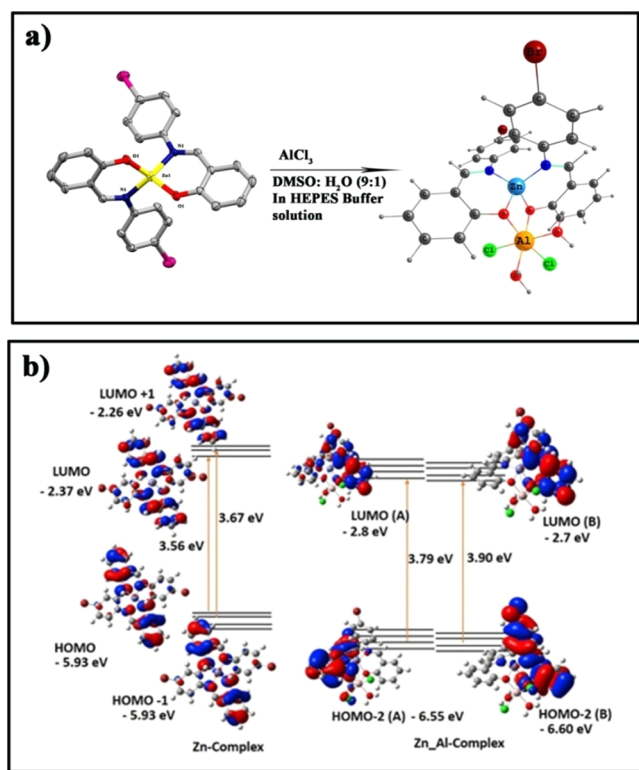 a)
O1
N1
Zn1
N1
O1
AlCl3
DMSO: H2O (9:1)
In HEPES Buffer
solution
Br
Zn
Al
Cl
Cl
b)
LUMO +1
- 2.26 eV
LUMO
- 2.37 eV
3.56 eV
3.67 eV
HOMO
- 5.93 eV
HOMO -1
- 5.93 eV
Zn-Complex
LUMO (A)
- 2.8 eV
LUMO (B)
- 2.7 eV
3.79 eV
3.90 eV
HOMO-2 (A) - 6.55 eV
HOMO-2 (B)
- 6.60 eV
Zn_Al-Complex